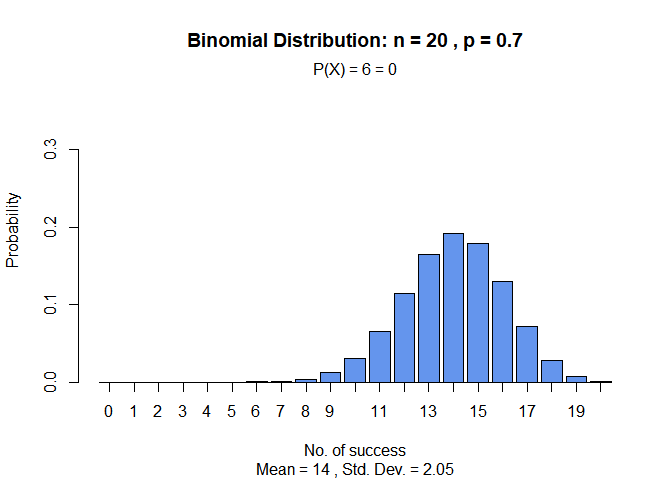 Binomial Distribution: n = 20 , p = 0.7
P(X) = 6 = 0
0.3
0.2
0.1
0.0
Probability
0 1 2 3 4 5 6 7 8 9 11 13 15 17 19
No. of success
Mean = 14 , Std. Dev. = 2.05